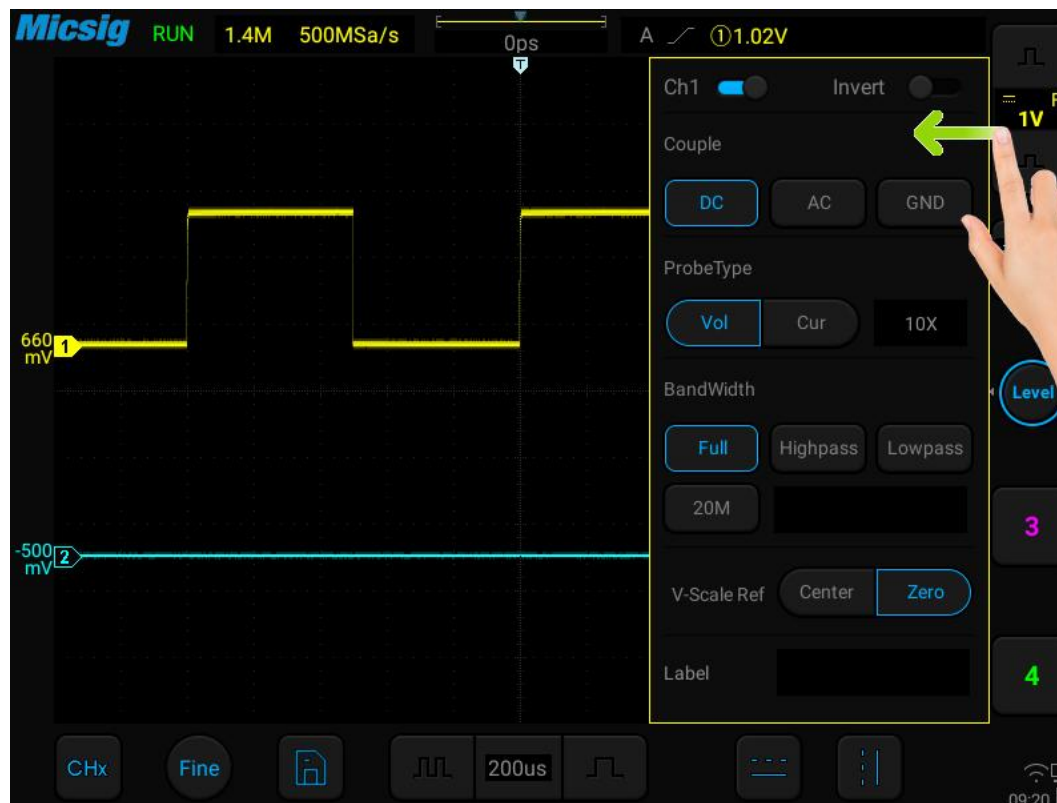 Micsig RUN 1.4M 500MSa/s 0ps A ①1.02V
T
Ch1 Invert
1V
Couple
DC AC GND
ProbeType
Vol Cur 10X
660
mV 1
BandWidth
Level
Full Highpass Lowpass
20M
3
-500
mV 2
V-Scale Ref Center Zero
Label
4
CHx Fine 200us
09:20